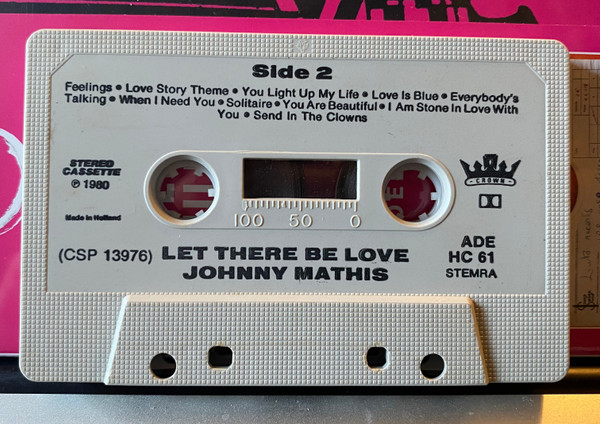 Side 2
Feelings • Love Story Theme • You Light Up My Life • Love Is Blue • Everybody's
Talking • When I Need You • Solitaire • You Are Beautiful • I Am Stone In Love With
You • Send In The Clowns
STEREO
CASSETTE
℗ 1980
Made in Holland
CROWN
100 50 0
(CSP 13976)
LET THERE BE LOVE
JOHNNY MATHIS
ADE
HC 61
STEMRA